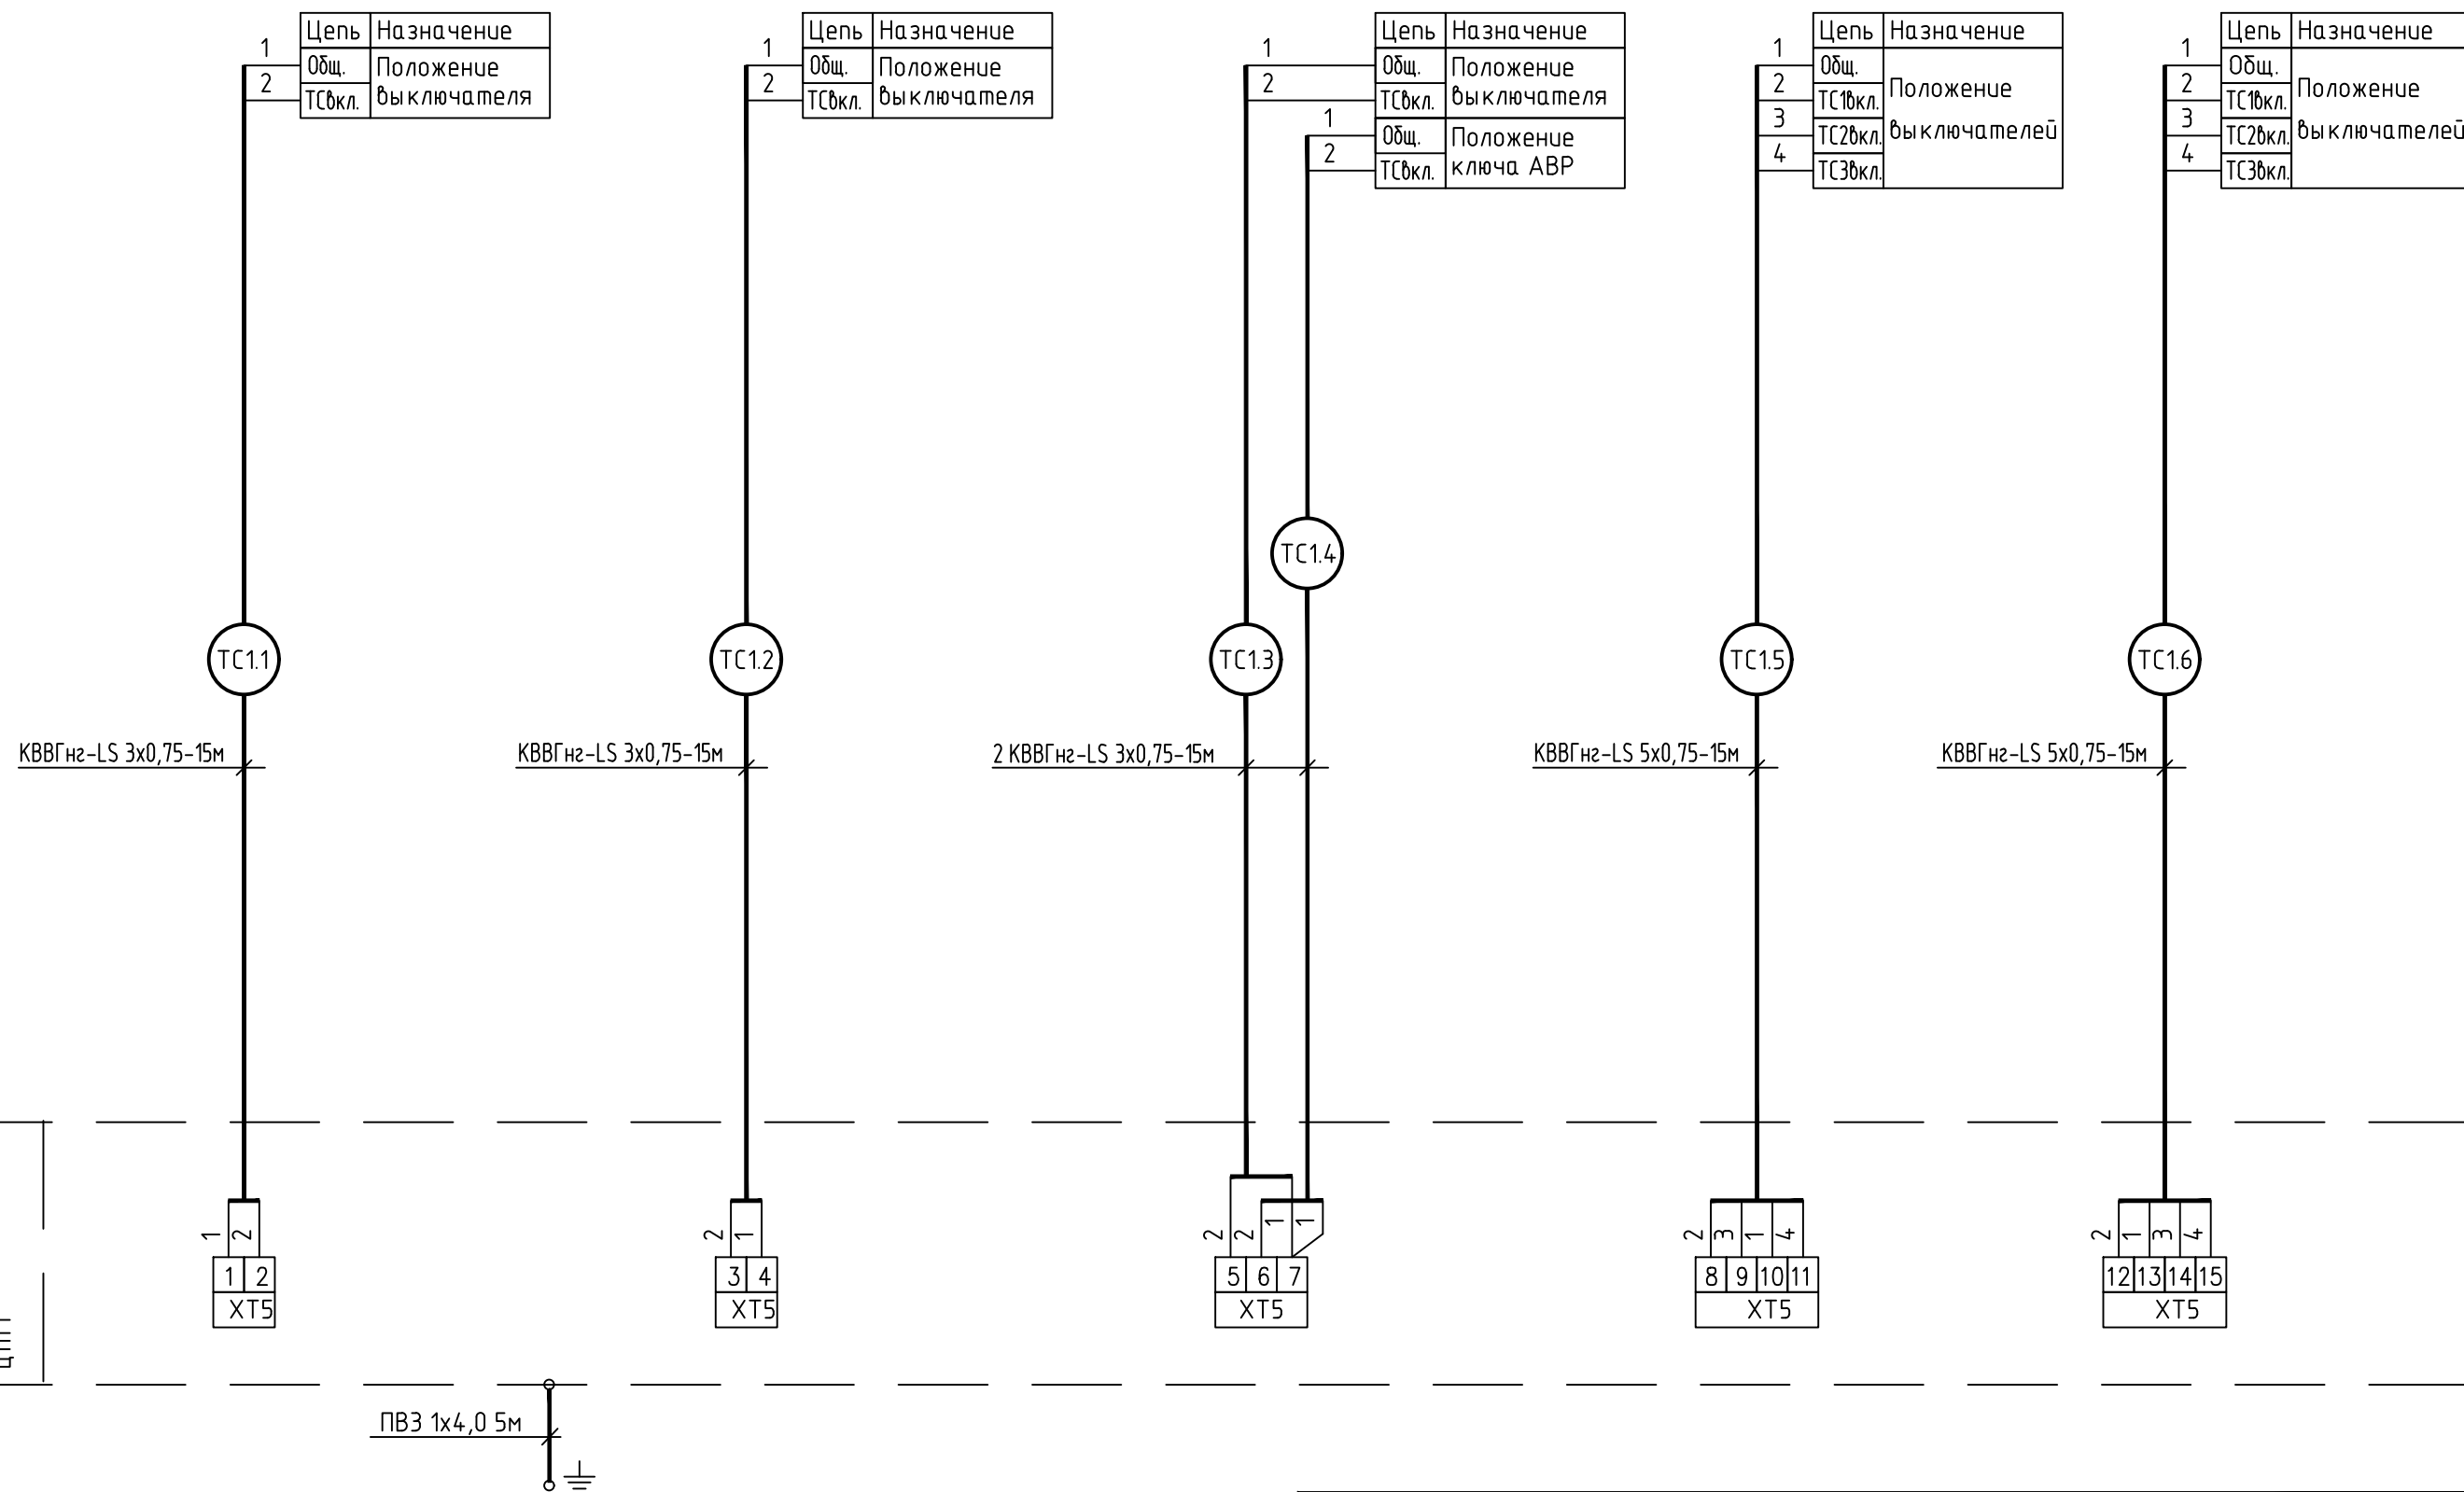 Цепь Назначение
1 Общ. Положение
2 ТСвкл. выключателя
Цепь Назначение
1 Общ. Положение
2 ТСвкл. выключателя
Цепь Назначение
1 Общ. Положение
2 ТСвкл. выключателя
1 Общ. Положение
2 ТСвкл. ключа АВР
Цепь Назначение
1 Общ.
2 ТС1вкл. Положение
3 ТС2вкл. выключателей
4 ТС3вкл.
Цепь Назначение
1 Общ.
2 ТС1вкл. Положение
3 ТС2вкл. выключателей
4 ТС3вкл.
ТС1.4
ТС1.1
ТС1.2
ТС1.3
ТС1.5
ТС1.6
КВВГнг-LS 3х0,75-15м
КВВГнг-LS 3х0,75-15м
2 КВВГнг-LS 3х0,75-15м
КВВГнг-LS 5х0,75-15м
КВВГнг-LS 5х0,75-15м
1 2
1 2
ХТ5
2 1
3 4
ХТ5
2 2 1 1
5 6 7
ХТ5
2 3 1 4
8 9 10 11
ХТ5
2 1 3 4
12 13 14 15
ХТ5
ПВ3 1х4,0 5м